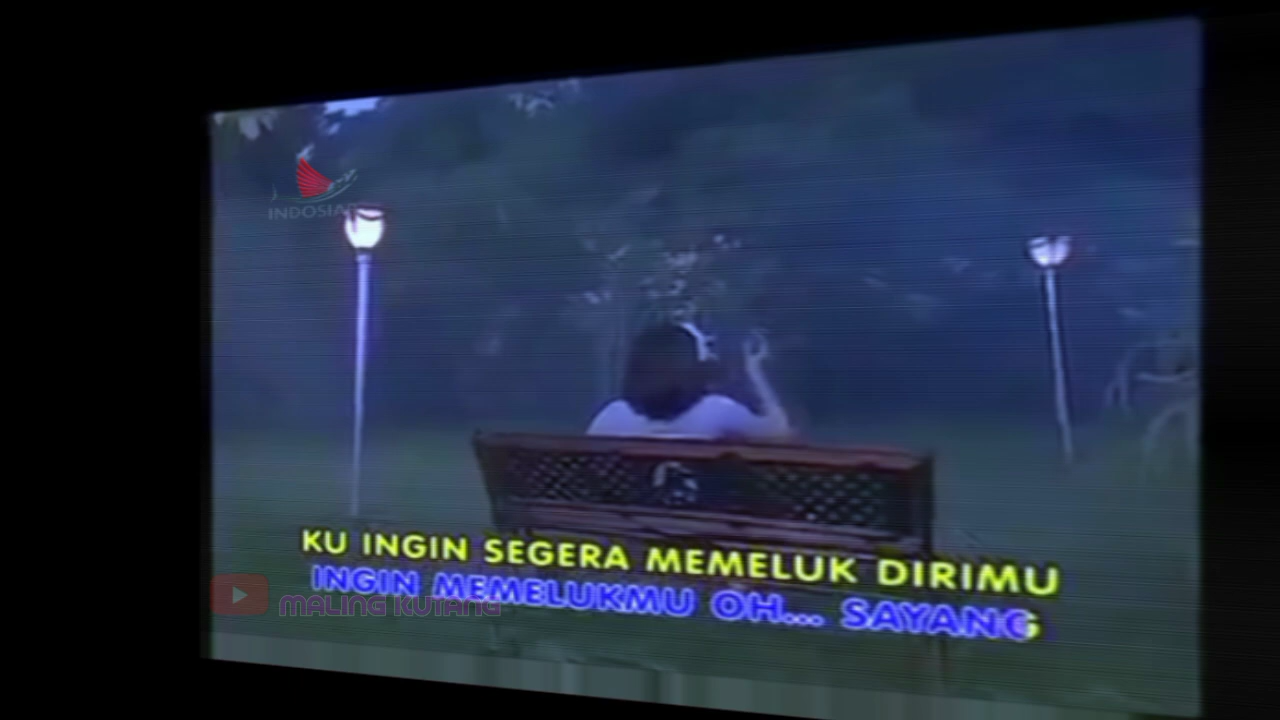 INDOSIAR
KU INGIN SEGERA MEMELUK DIRIMU
INGIN MEMELUKMU OH... SAYANG
MALING KUTANG